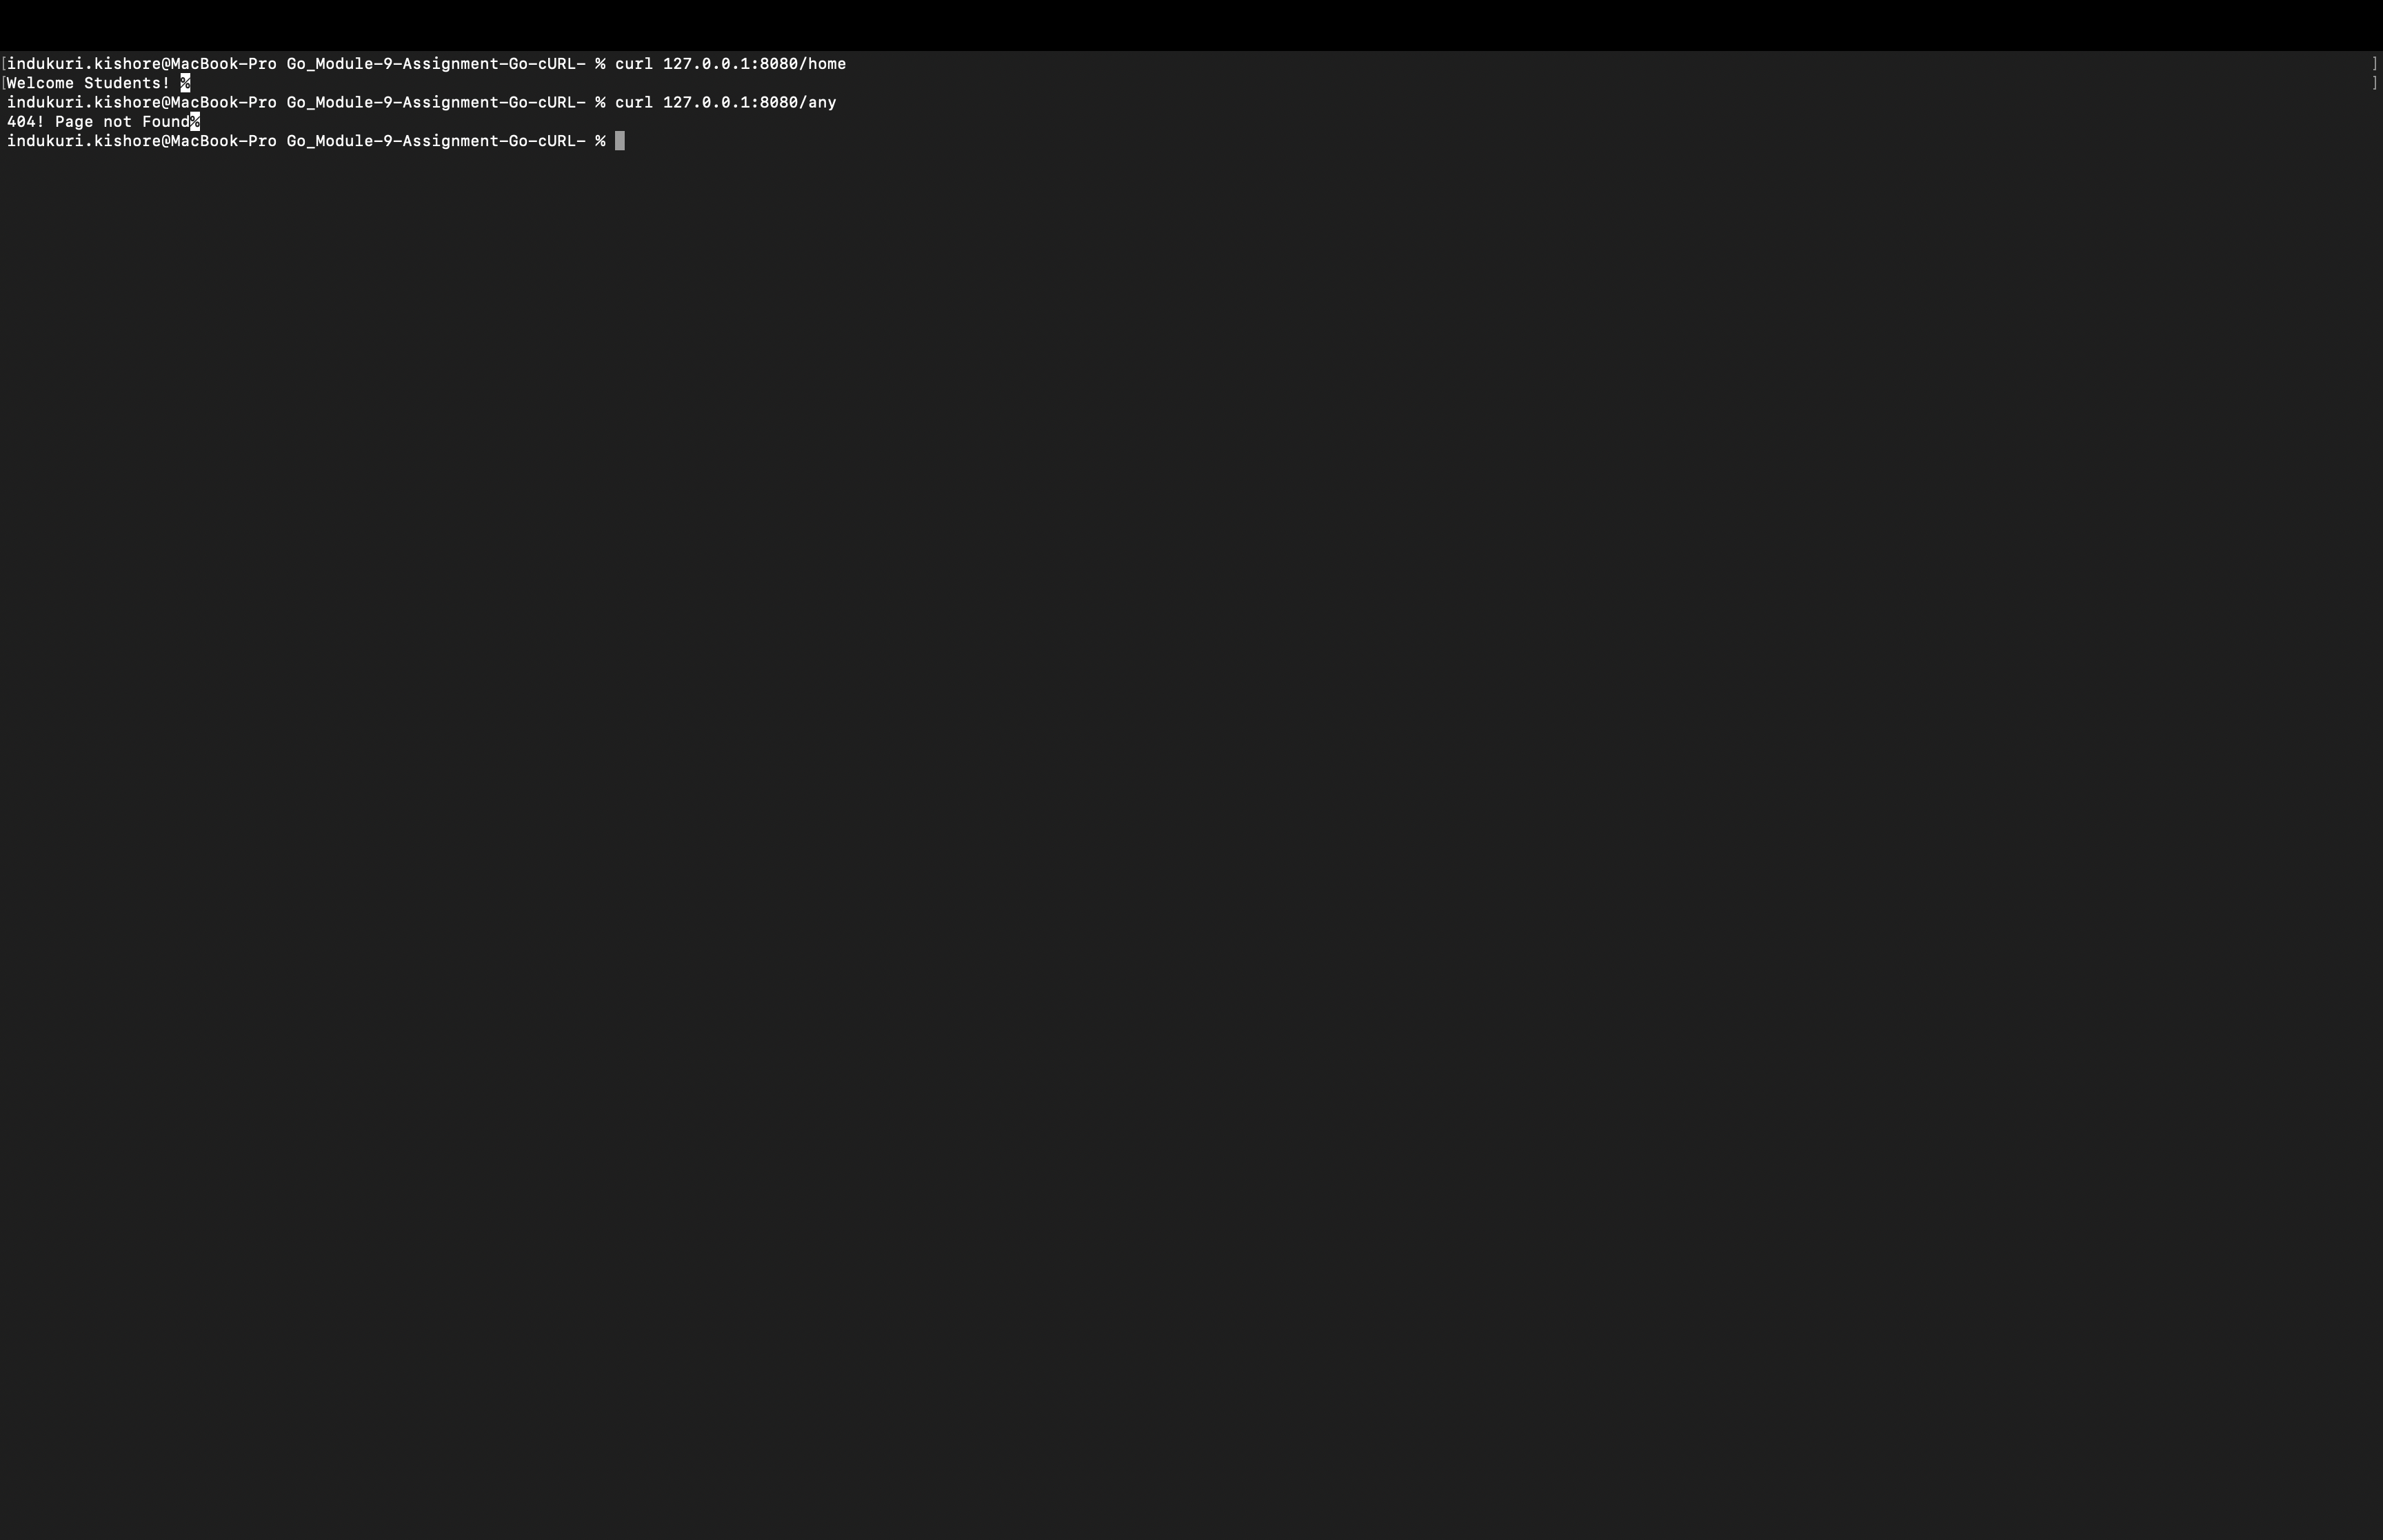 [indukuri.kishore@MacBook-Pro Go_Module-9-Assignment-Go-cURL- % curl 127.0.0.1:8080/home ]
[Welcome Students! % ]
indukuri.kishore@MacBook-Pro Go_Module-9-Assignment-Go-cURL- % curl 127.0.0.1:8080/any
404! Page not Found%
indukuri.kishore@MacBook-Pro Go_Module-9-Assignment-Go-cURL- %